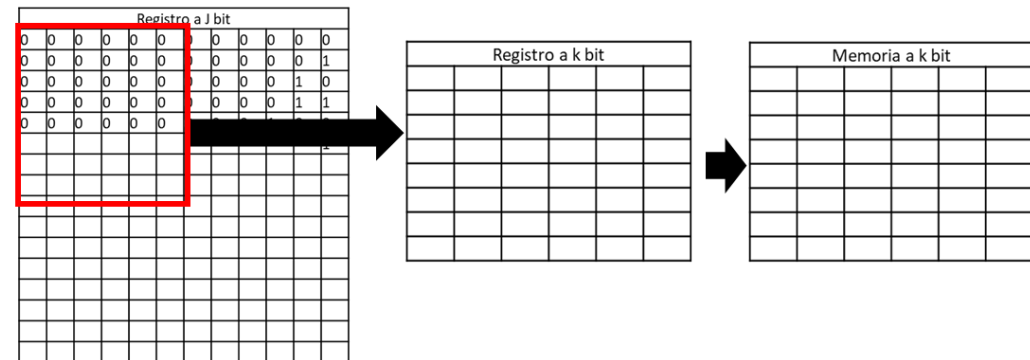 Registro a J bit
0 0 0 0 0 0 0 0 0 0 0 0
0 0 0 0 0 0 0 0 0 0 0 1
0 0 0 0 0 0 0 0 0 0 1 0
0 0 0 0 0 0 0 0 0 0 1 1
0 0 0 0 0 0
Registro a k bit
Memoria a k bit